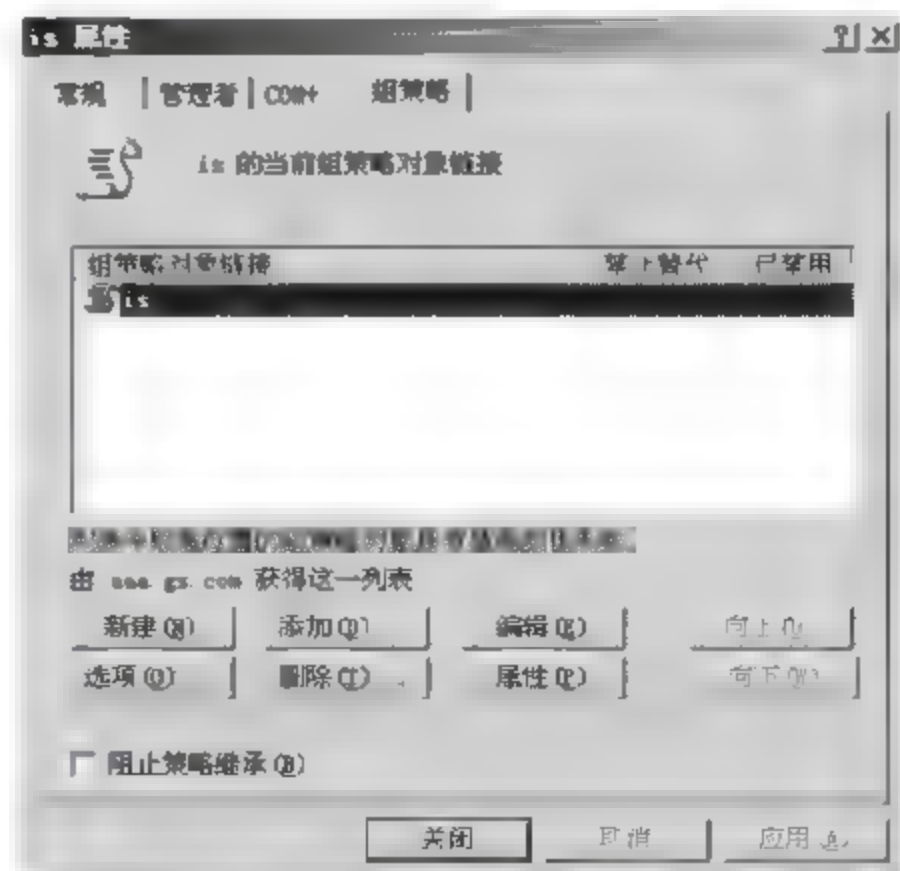 is 属性
常规 管理者 COM+ 组策略
is 的当前组策略对象链接
组策略对象链接 禁止替代 已禁用
is
由 gs.com 获得这一列表
新建(N) 添加(D) 编辑(E) 向上(U)
选项(O) 删除(T) 属性(P) 向下(W)
阻止策略继承(B)
关闭 取消 应用(A)